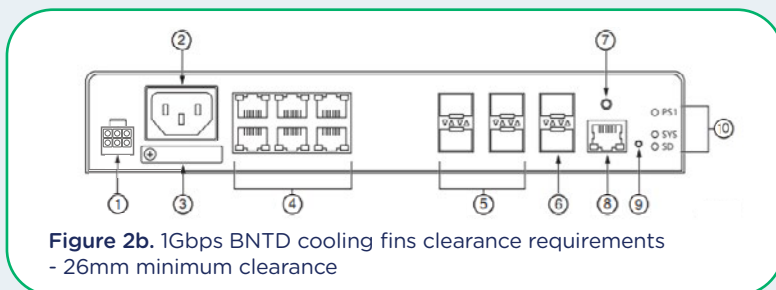 ② ⑦
PS1
SYS
SD
⑩
① ③ ④ ⑤ ⑥ ⑧ ⑨
Figure 2b. 1Gbps BNTD cooling fins clearance requirements
- 26mm minimum clearance